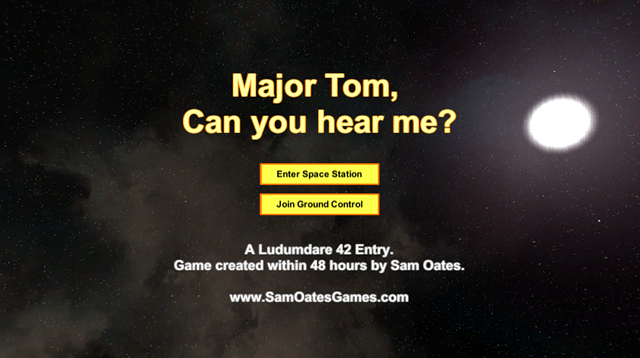 Major Tom,
Can you hear me?
Enter Space Station
Join Ground Control
A Ludumdare 42 Entry.
Game created within 48 hours by Sam Oates.
www.SamOatesGames.com